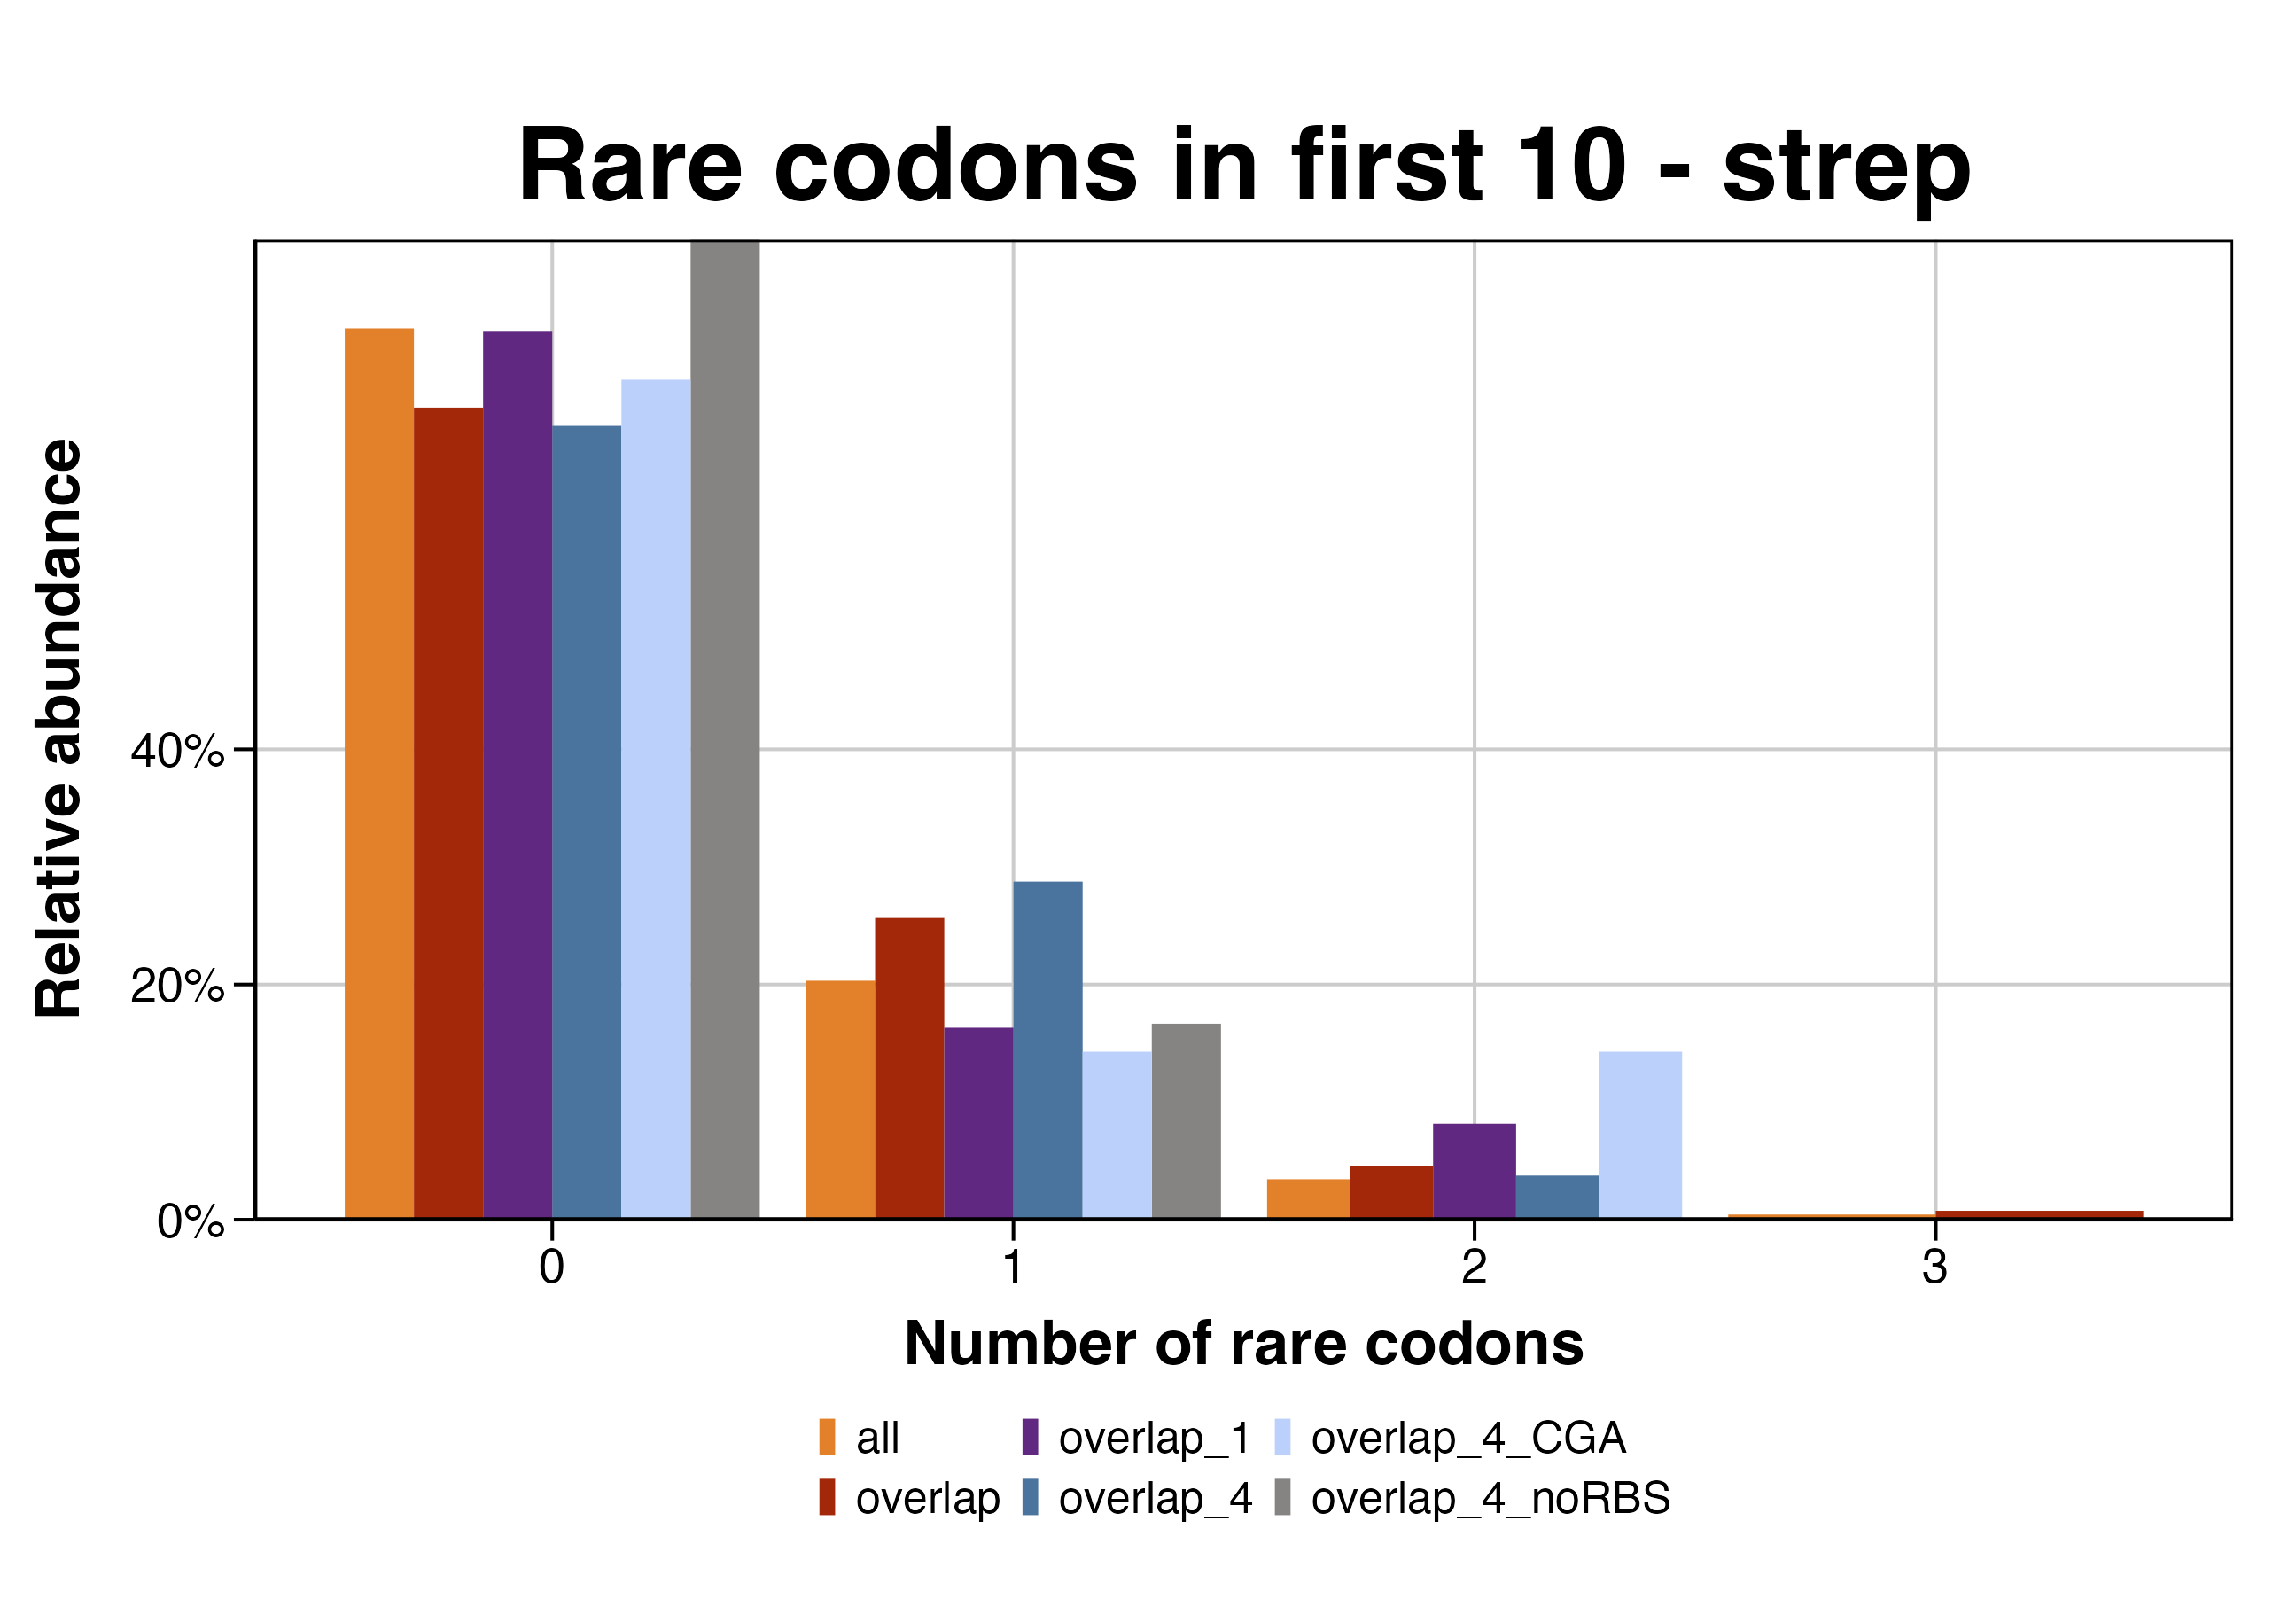 Rare codons in first 10 - strep
Relative abundance
40%
20%
0%
0 1 2 3
Number of rare codons
all overlap_1 overlap_4_CGA
overlap overlap_4 overlap_4_noRBS